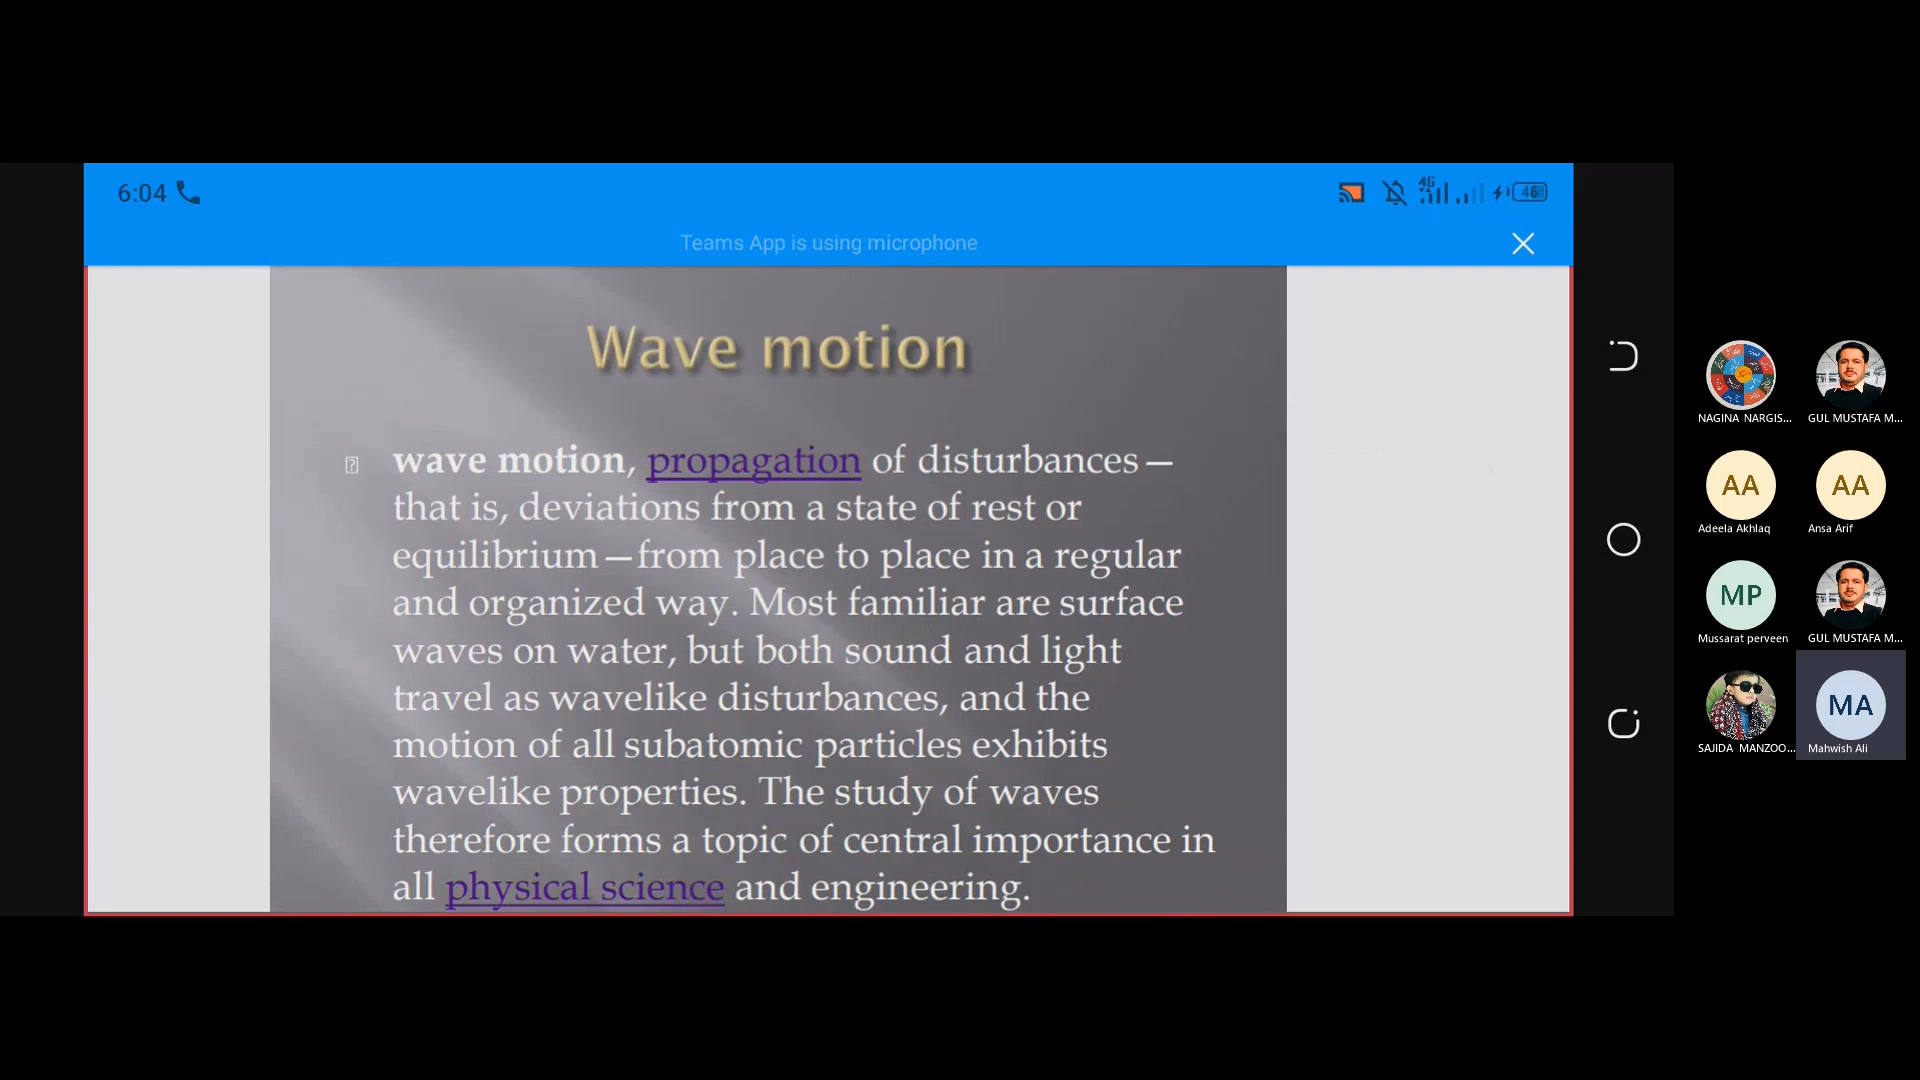 6:04
4G
46
Teams App is using microphone
Wave motion
wave motion, propagation of disturbances—
that is, deviations from a state of rest or
equilibrium—from place to place in a regular
and organized way. Most familiar are surface
waves on water, but both sound and light
travel as wavelike disturbances, and the
motion of all subatomic particles exhibits
wavelike properties. The study of waves
therefore forms a topic of central importance in
all physical science and engineering.
NAGINA NARGIS...
GUL MUSTAFA M...
AA
AA
Adeela Akhlaq
Ansa Arif
MP
Mussarat perveen
GUL MUSTAFA M...
MA
SAJIDA MANZOO...
Mahwish Ali